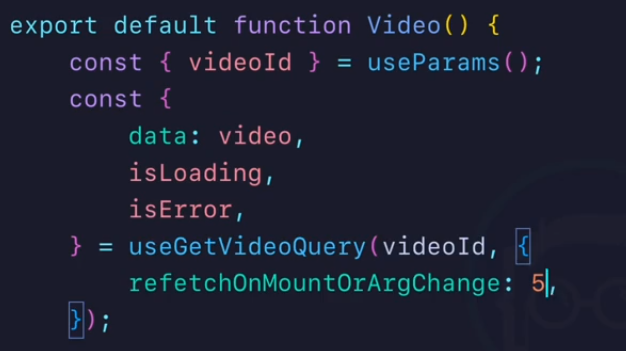 export default function Video() {
    const { videoId } = useParams();
    const {
        data: video,
        isLoading,
        isError,
    } = useGetVideoQuery(videoId, {
        refetchOnMountOrArgChange: 5,
    });